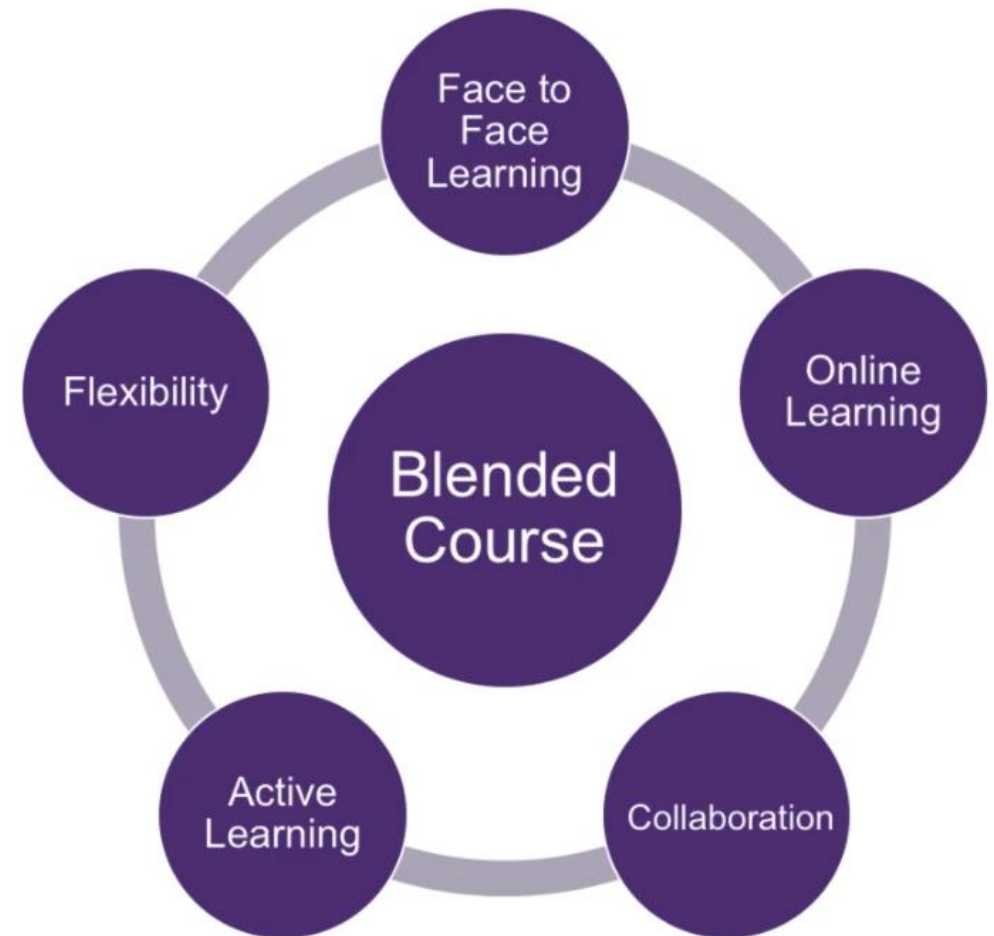 Face to
Face
Learning
Online
Learning
Collaboration
Active
Learning
Flexibility
Blended
Course